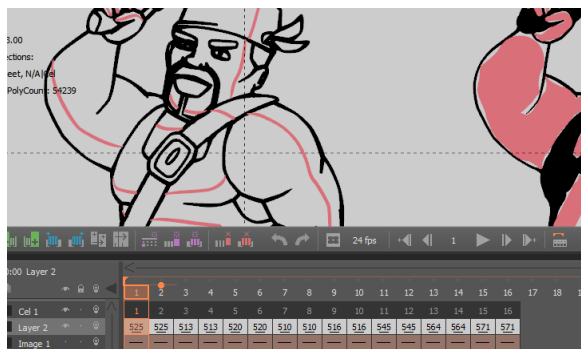 3.00
ections:
eet, N/A|Cel
PolyCount: 54239
24 fps
1
0:00 Layer 2
1 2 3 4 5 6 7 8 9 10 11 12 13 14 15 16 17 18
Cel 1 1 2 3 4 5 6 7 8 9 10 11 12 13 14 15 16
Layer 2 525 525 513 513 520 520 510 510 516 516 545 545 564 564 571 571
Image 1